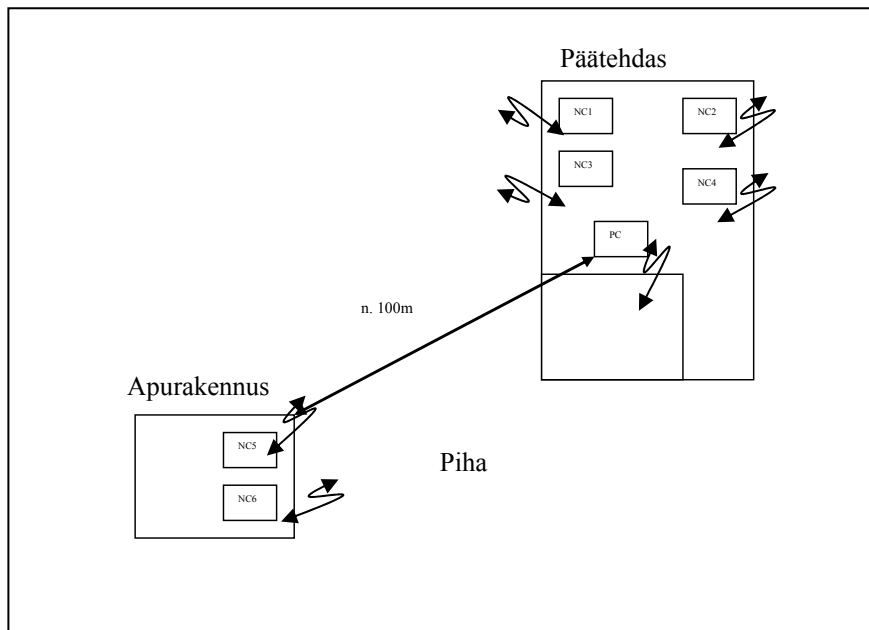 Päätehdas
NC1
NC2
NC3
NC4
PC
n. 100m
Apurakennus
NC5
Piha
NC6